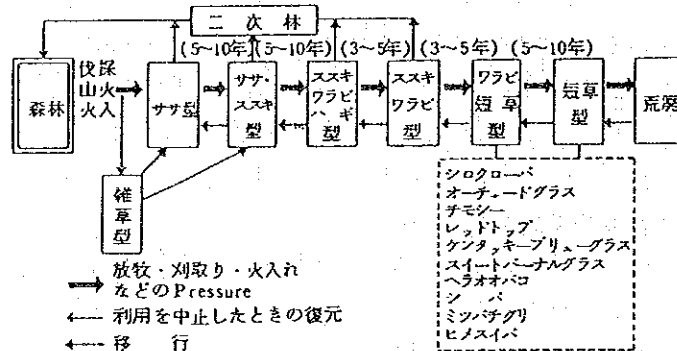 二次林
(5~10年)(5~10年)(3~5年)(3~5年)(5~10年)
森林
伐採
山火
火入
ササ型
ササ・
ススキ
型
ススキ
ワラビ
ハギ
型
ススキ
ワラビ
型
ワラビ
短草
型
短草
型
荒廃
雑草型
シロクローバ
オーチャードグラス
チモシー
レッドトップ
ケンタッキーブリューグラス
スイートバーナルグラス
ヘラオオバコ
シバ
ミツバチグリ
ヒメスイバ
放牧・刈取り・火入れ
などのPressure
利用を中止したときの復元
移行